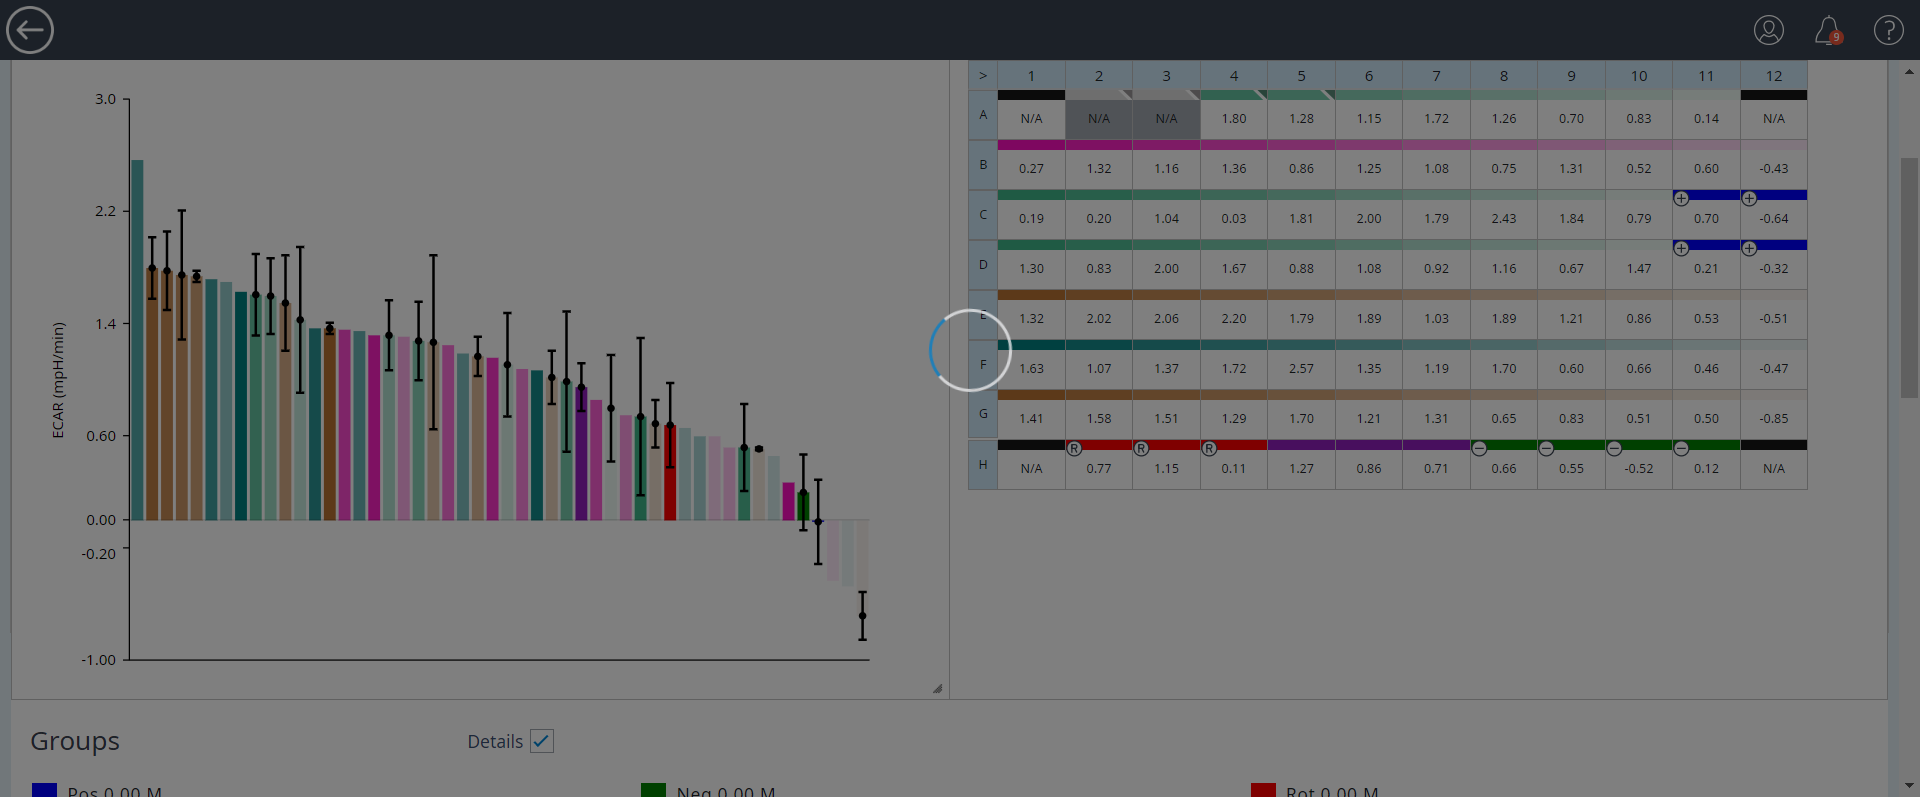 9 ?
3.0
2.2
1.4
0.60
0.00
-0.20
-1.00
ECAR (mpH/min)
> 1 2 3 4 5 6 7 8 9 10 11 12
A N/A N/A N/A 1.80 1.28 1.15 1.72 1.26 0.70 0.83 0.14 N/A
B 0.27 1.32 1.16 1.36 0.86 1.25 1.08 0.75 1.31 0.52 0.60 -0.43
C 0.19 0.20 1.04 0.03 1.81 2.00 1.79 2.43 1.84 0.79 0.70 -0.64
D 1.30 0.83 2.00 1.67 0.88 1.08 0.92 1.16 0.67 1.47 0.21 -0.32
E 1.32 2.02 2.06 2.20 1.79 1.89 1.03 1.89 1.21 0.86 0.53 -0.51
F 1.63 1.07 1.37 1.72 2.57 1.35 1.19 1.70 0.60 0.66 0.46 -0.47
G 1.41 1.58 1.51 1.29 1.70 1.21 1.31 0.65 0.83 0.51 0.50 -0.85
R R R
H N/A 0.77 1.15 0.11 1.27 0.86 0.71 0.66 0.55 -0.52 0.12 N/A
Groups Details
Pos 0.00 M Neg 0.00 M Rot 0.00 M